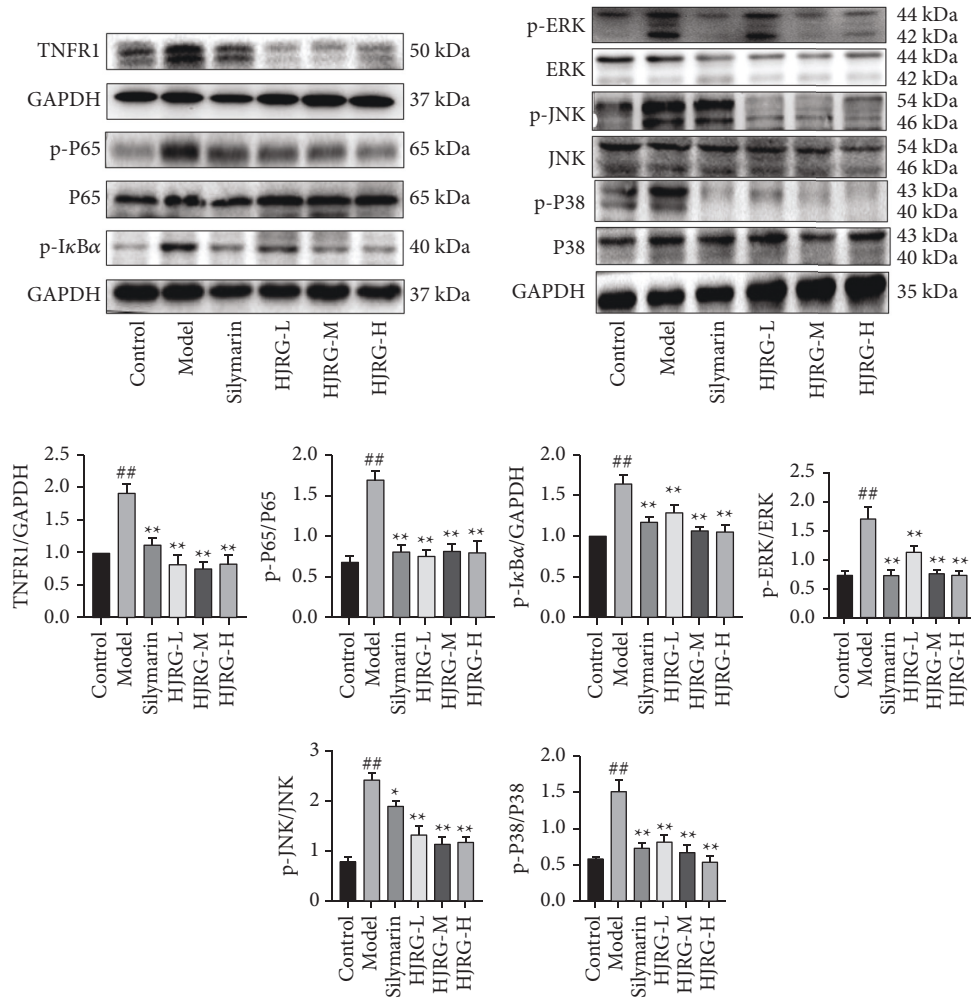 TNFR1 50 kDa
GAPDH 37 kDa
p-P65 65 kDa
P65 65 kDa
p-IκBα 40 kDa
GAPDH 37 kDa
Control Model Silymarin HJRG-L HJRG-M HJRG-H
p-ERK 44 kDa
42 kDa
ERK 44 kDa
42 kDa
p-JNK 54 kDa
46 kDa
JNK 54 kDa
46 kDa
p-P38 43 kDa
40 kDa
P38 43 kDa
40 kDa
GAPDH 35 kDa
Control Model Silymarin HJRG-L HJRG-M HJRG-H
TNFR1/GAPDH
2.5
2.0
1.5
1.0
0.5
0.0
## ** ** ** **
Control Model Silymarin HJRG-L HJRG-M HJRG-H
p-P65/P65
2.0
1.5
1.0
0.5
0.0
## ** ** ** **
Control Model Silymarin HJRG-L HJRG-M HJRG-H
p-IκBα/GAPDH
2.0
1.5
1.0
0.5
0.0
## ** ** ** **
Control Model Silymarin HJRG-L HJRG-M HJRG-H
p-ERK/ERK
2.5
2.0
1.5
1.0
0.5
0.0
## ** ** ** **
Control Model Silymarin HJRG-L HJRG-M HJRG-H
p-JNK/JNK
3
2
1
0
## * ** ** **
Control Model Silymarin HJRG-L HJRG-M HJRG-H
p-P38/P38
2.0
1.5
1.0
0.5
0.0
## ** ** ** **
Control Model Silymarin HJRG-L HJRG-M HJRG-H